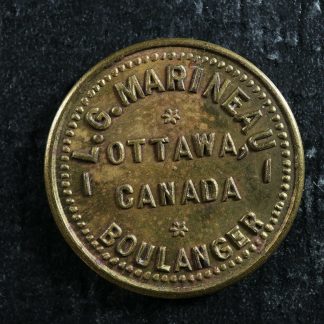 L.G. MARINEAU
OTTAWA,
CANADA
BOULANGER